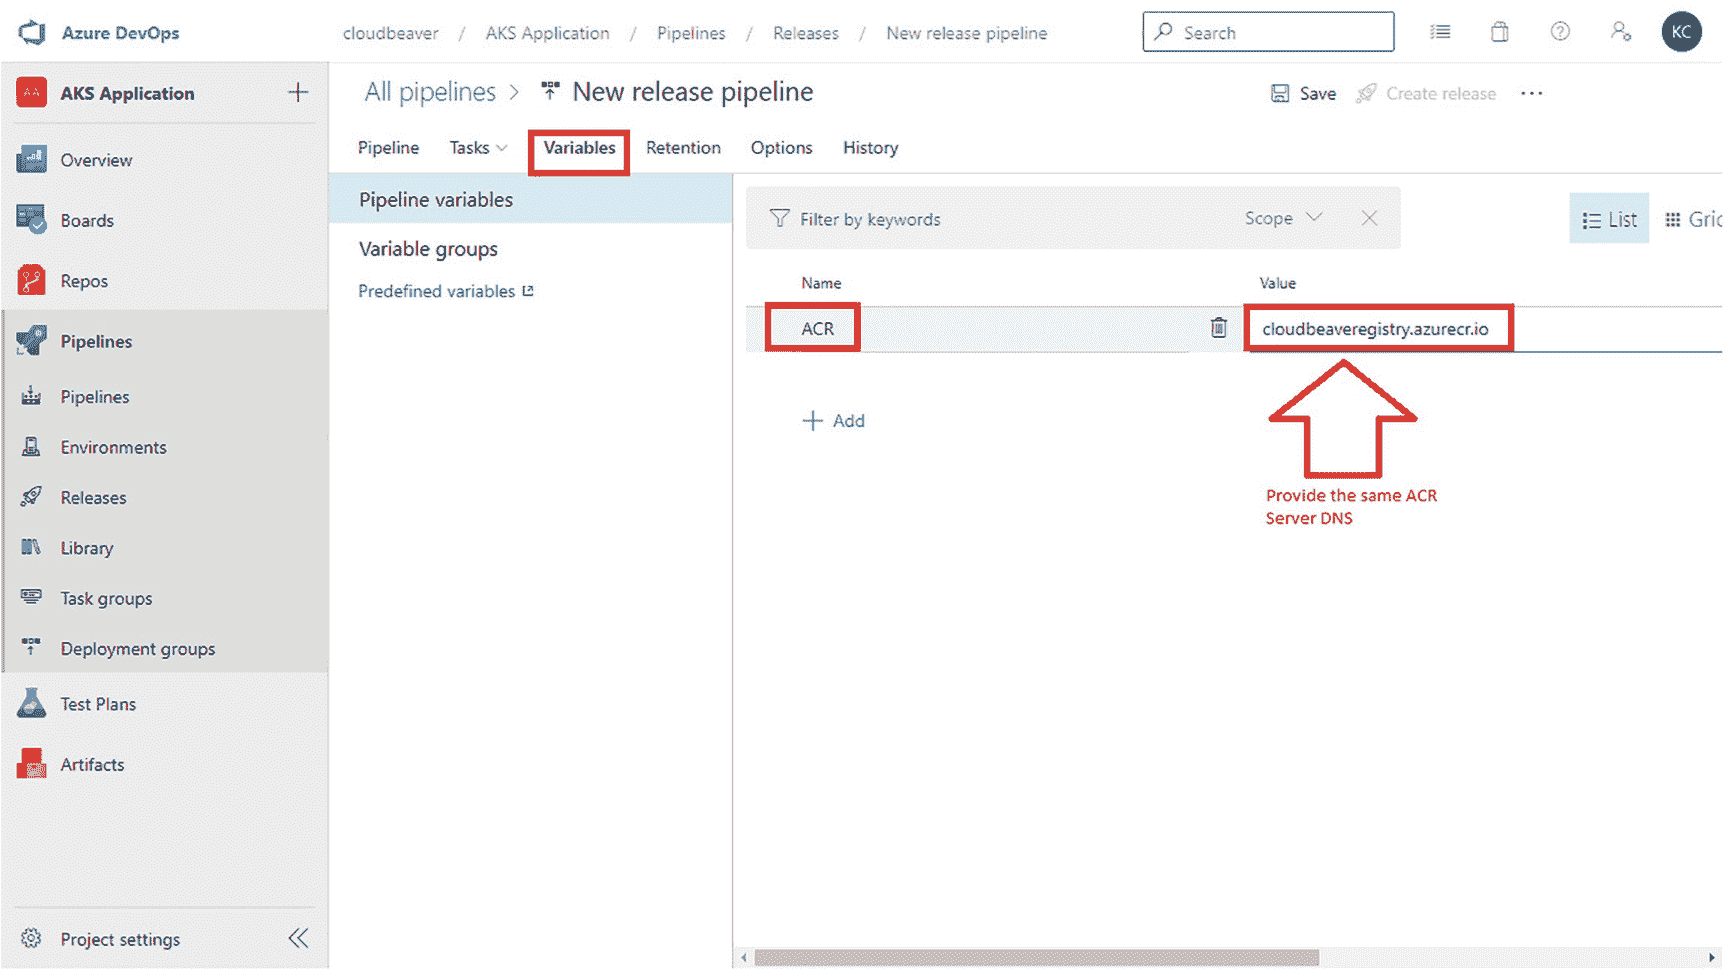 Azure DevOps
cloudbeaver / AKS Application / Pipelines / Releases / New release pipeline
Search
KC
AA
AKS Application
All pipelines > New release pipeline
Save
Create release
Pipeline
Tasks
Variables
Retention
Options
History
Overview
Boards
Repos
Pipelines
Pipelines
Environments
Releases
Library
Task groups
Deployment groups
Test Plans
Artifacts
Project settings
Pipeline variables
Variable groups
Predefined variables
Filter by keywords
Scope
List
Gric
Name
Value
ACR
cloudbeaveregistry.azurecr.io
Add
Provide the same ACR
Server DNS